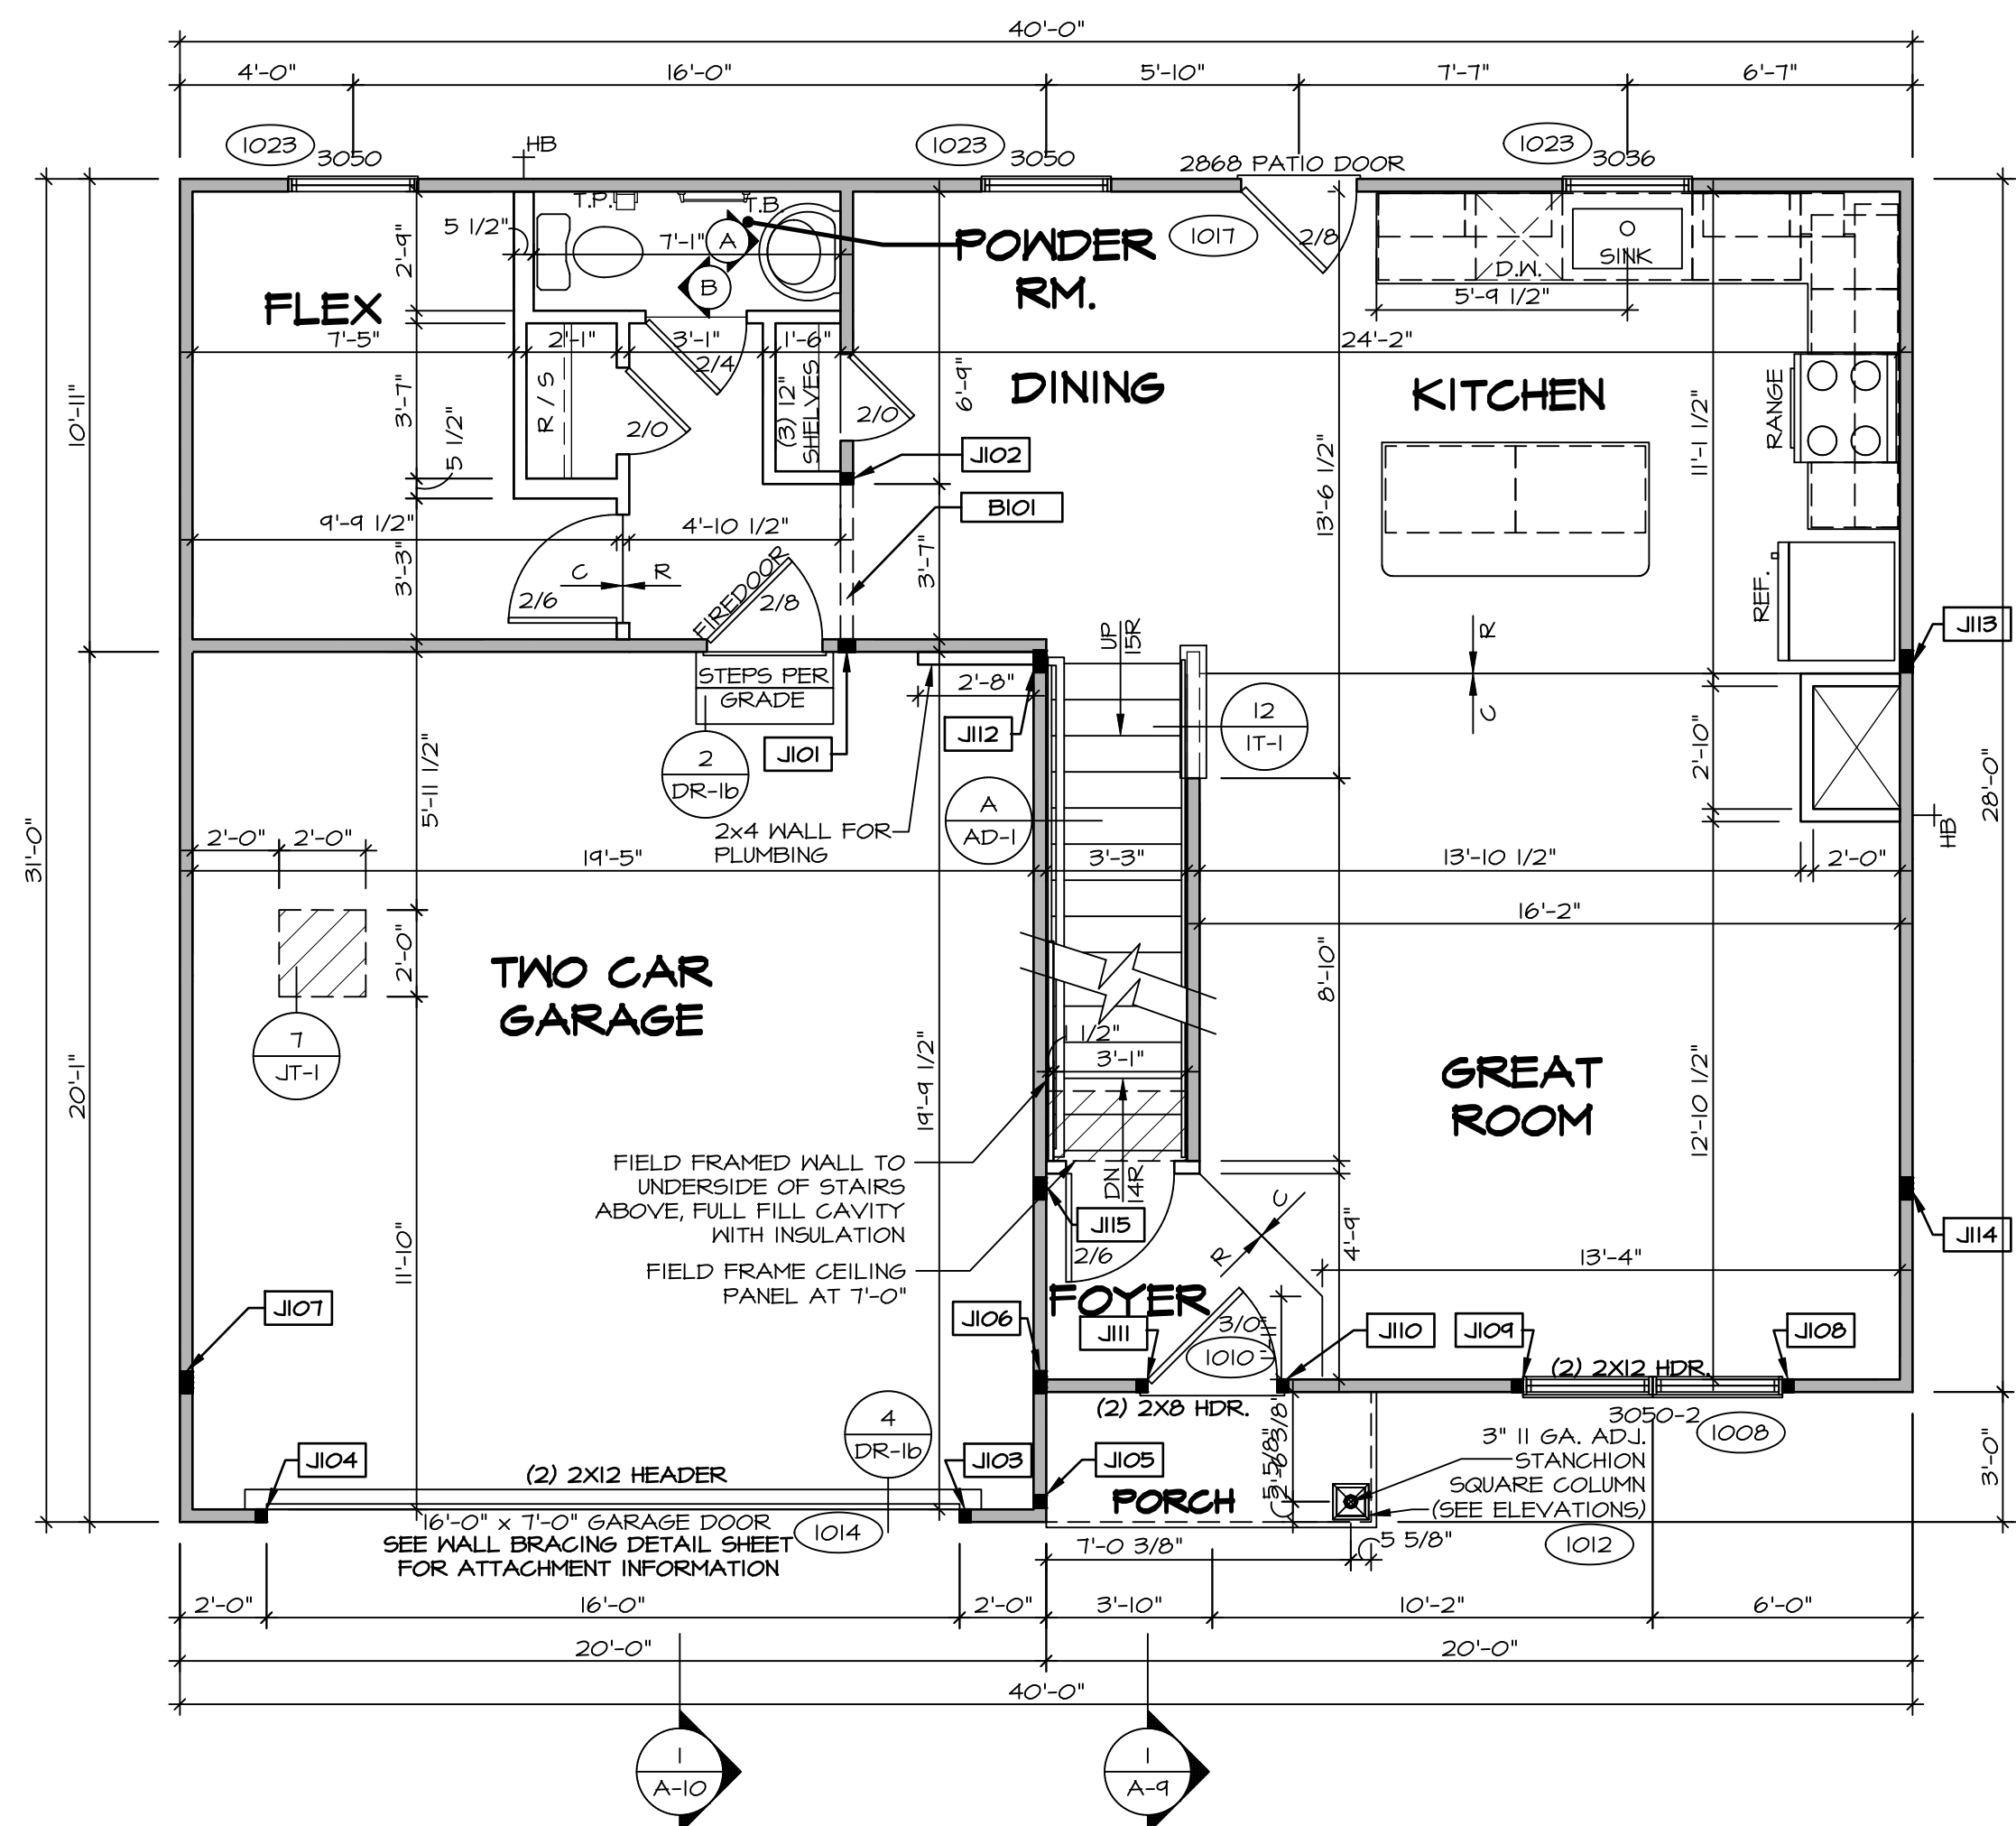 40'-0"
4'-0" 16'-0" 5'-10" 7'-7" 6'-7"
1023 3050 HB 1023 3050 2868 PATIO DOOR 1023 3036
T.P. T.B.
5 1/2" 7'-1" A POWDER 1017 2/8 SINK
2'-9" RM. D.W.
B 5'-9 1/2"
FLEX
7'-5" 2'-1" 3'-1" 1'-6" 24'-2"
2/4
10'-11" 3'-7" 5 1/2" R / S 2/0 (3) 12" SHELVES 2/0 6'-9" DINING KITCHEN 11'-1 1/2" RANGE
J102
B101
9'-9 1/2" 4'-10 1/2" 13'-6 1/2"
3'-3" C R FIREDOOR 3'-7"
2/6 2/8 REF.
J113
UP 15R R
STEPS PER 2'-8"
GRADE C
J112 12
2 J101 IT-1 2'-10"
DR-1b
5'-11 1/2" A
2x4 WALL FOR AD-1 28'-0"
PLUMBING HB
2'-0" 2'-0" 19'-5" 3'-3" 13'-10 1/2" 2'-0"
31'-0" 16'-2"
2'-0" TWO CAR 8'-10"
GARAGE
7 1 1/2"
JT-1 3'-1"
20'-1" 19'-9 1/2" GREAT 12'-10 1/2"
ROOM
FIELD FRAMED WALL TO
UNDERSIDE OF STAIRS DN 14R
ABOVE, FULL FILL CAVITY C
WITH INSULATION J115 R 4'-9" J114
11'-10" 2/6
FIELD FRAME CEILING 13'-4"
PANEL AT 7'-0"
FOYER
J107 J106 J111 3/0 J110 J109 J108
1010
(2) 2X12 HDR.
(2) 2X8 HDR.
4 3050-2 1008
DR-1b 3" 11 GA. ADJ.
J104 J103 J105 STANCHION
(2) 2X12 HEADER SQUARE COLUMN 3'-0"
PORCH (SEE ELEVATIONS)
16'-0" x 7'-0" GARAGE DOOR 1014
SEE WALL BRACING DETAIL SHEET 7'-0 3/8" 5 5/8" 1012
FOR ATTACHMENT INFORMATION
2'-0" 16'-0" 2'-0" 3'-10" 10'-2" 6'-0"
20'-0" 20'-0"
40'-0"
1 1
A-10 A-9